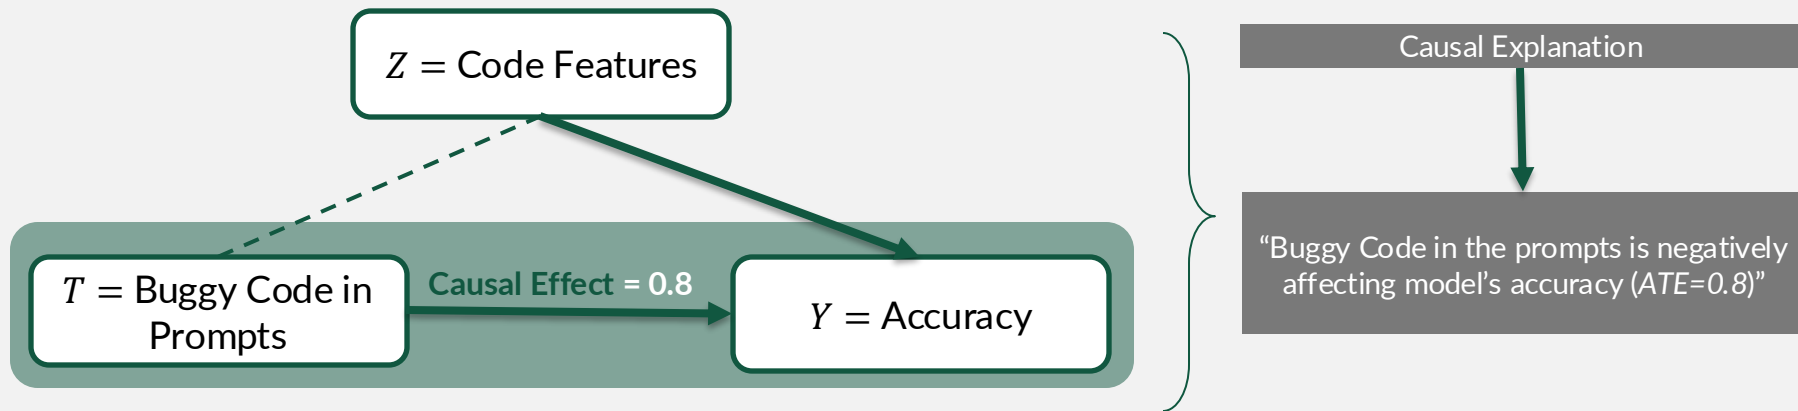 Z = Code Features
T = Buggy Code in
Prompts
Causal Effect = 0.8
Y = Accuracy
Causal Explanation
“Buggy Code in the prompts is negatively
affecting model’s accuracy (ATE=0.8)”